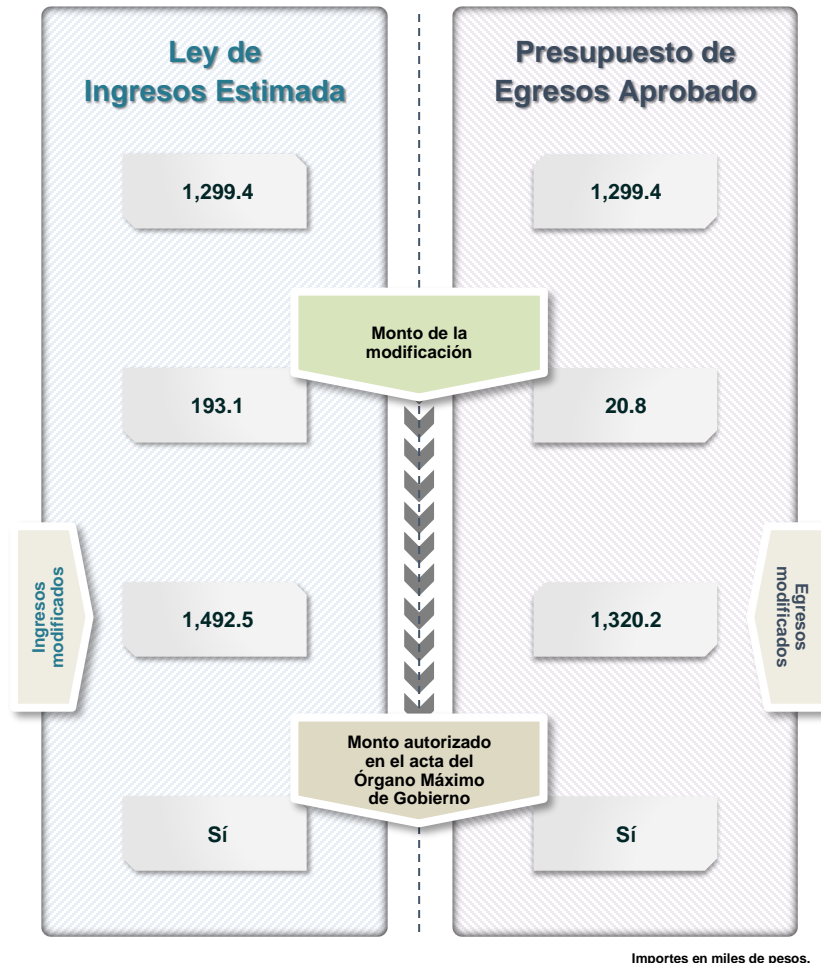 Ley de
Ingresos Estimada
Presupuesto de
Egresos Aprobado
1,299.4
1,299.4
Monto de la
modificación
193.1
20.8
Ingresos
modificados
1,492.5
1,320.2
Egresos
modificados
Monto autorizado
en el acta del
Órgano Máximo
de Gobierno
Sí
Sí
Importes en miles de pesos.